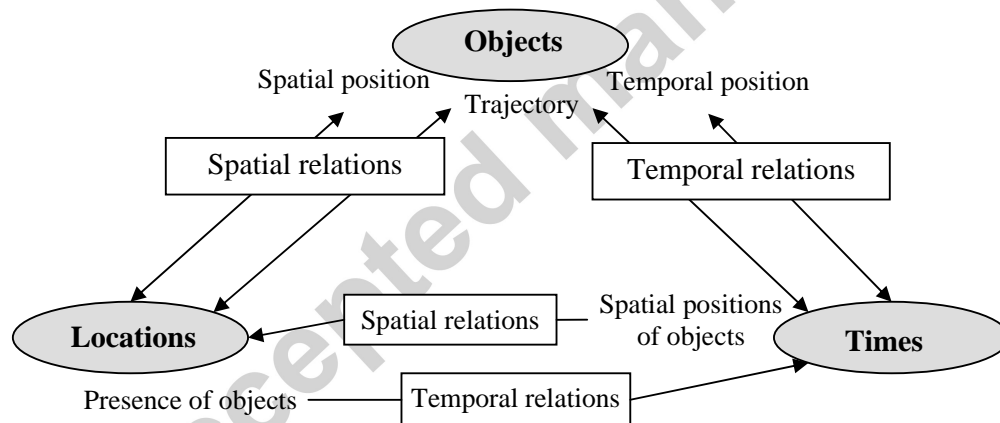 Objects
Spatial position
Temporal position
Trajectory
Spatial relations
Temporal relations
Locations
Spatial relations
Spatial positions
of objects
Times
Presence of objects
Temporal relations